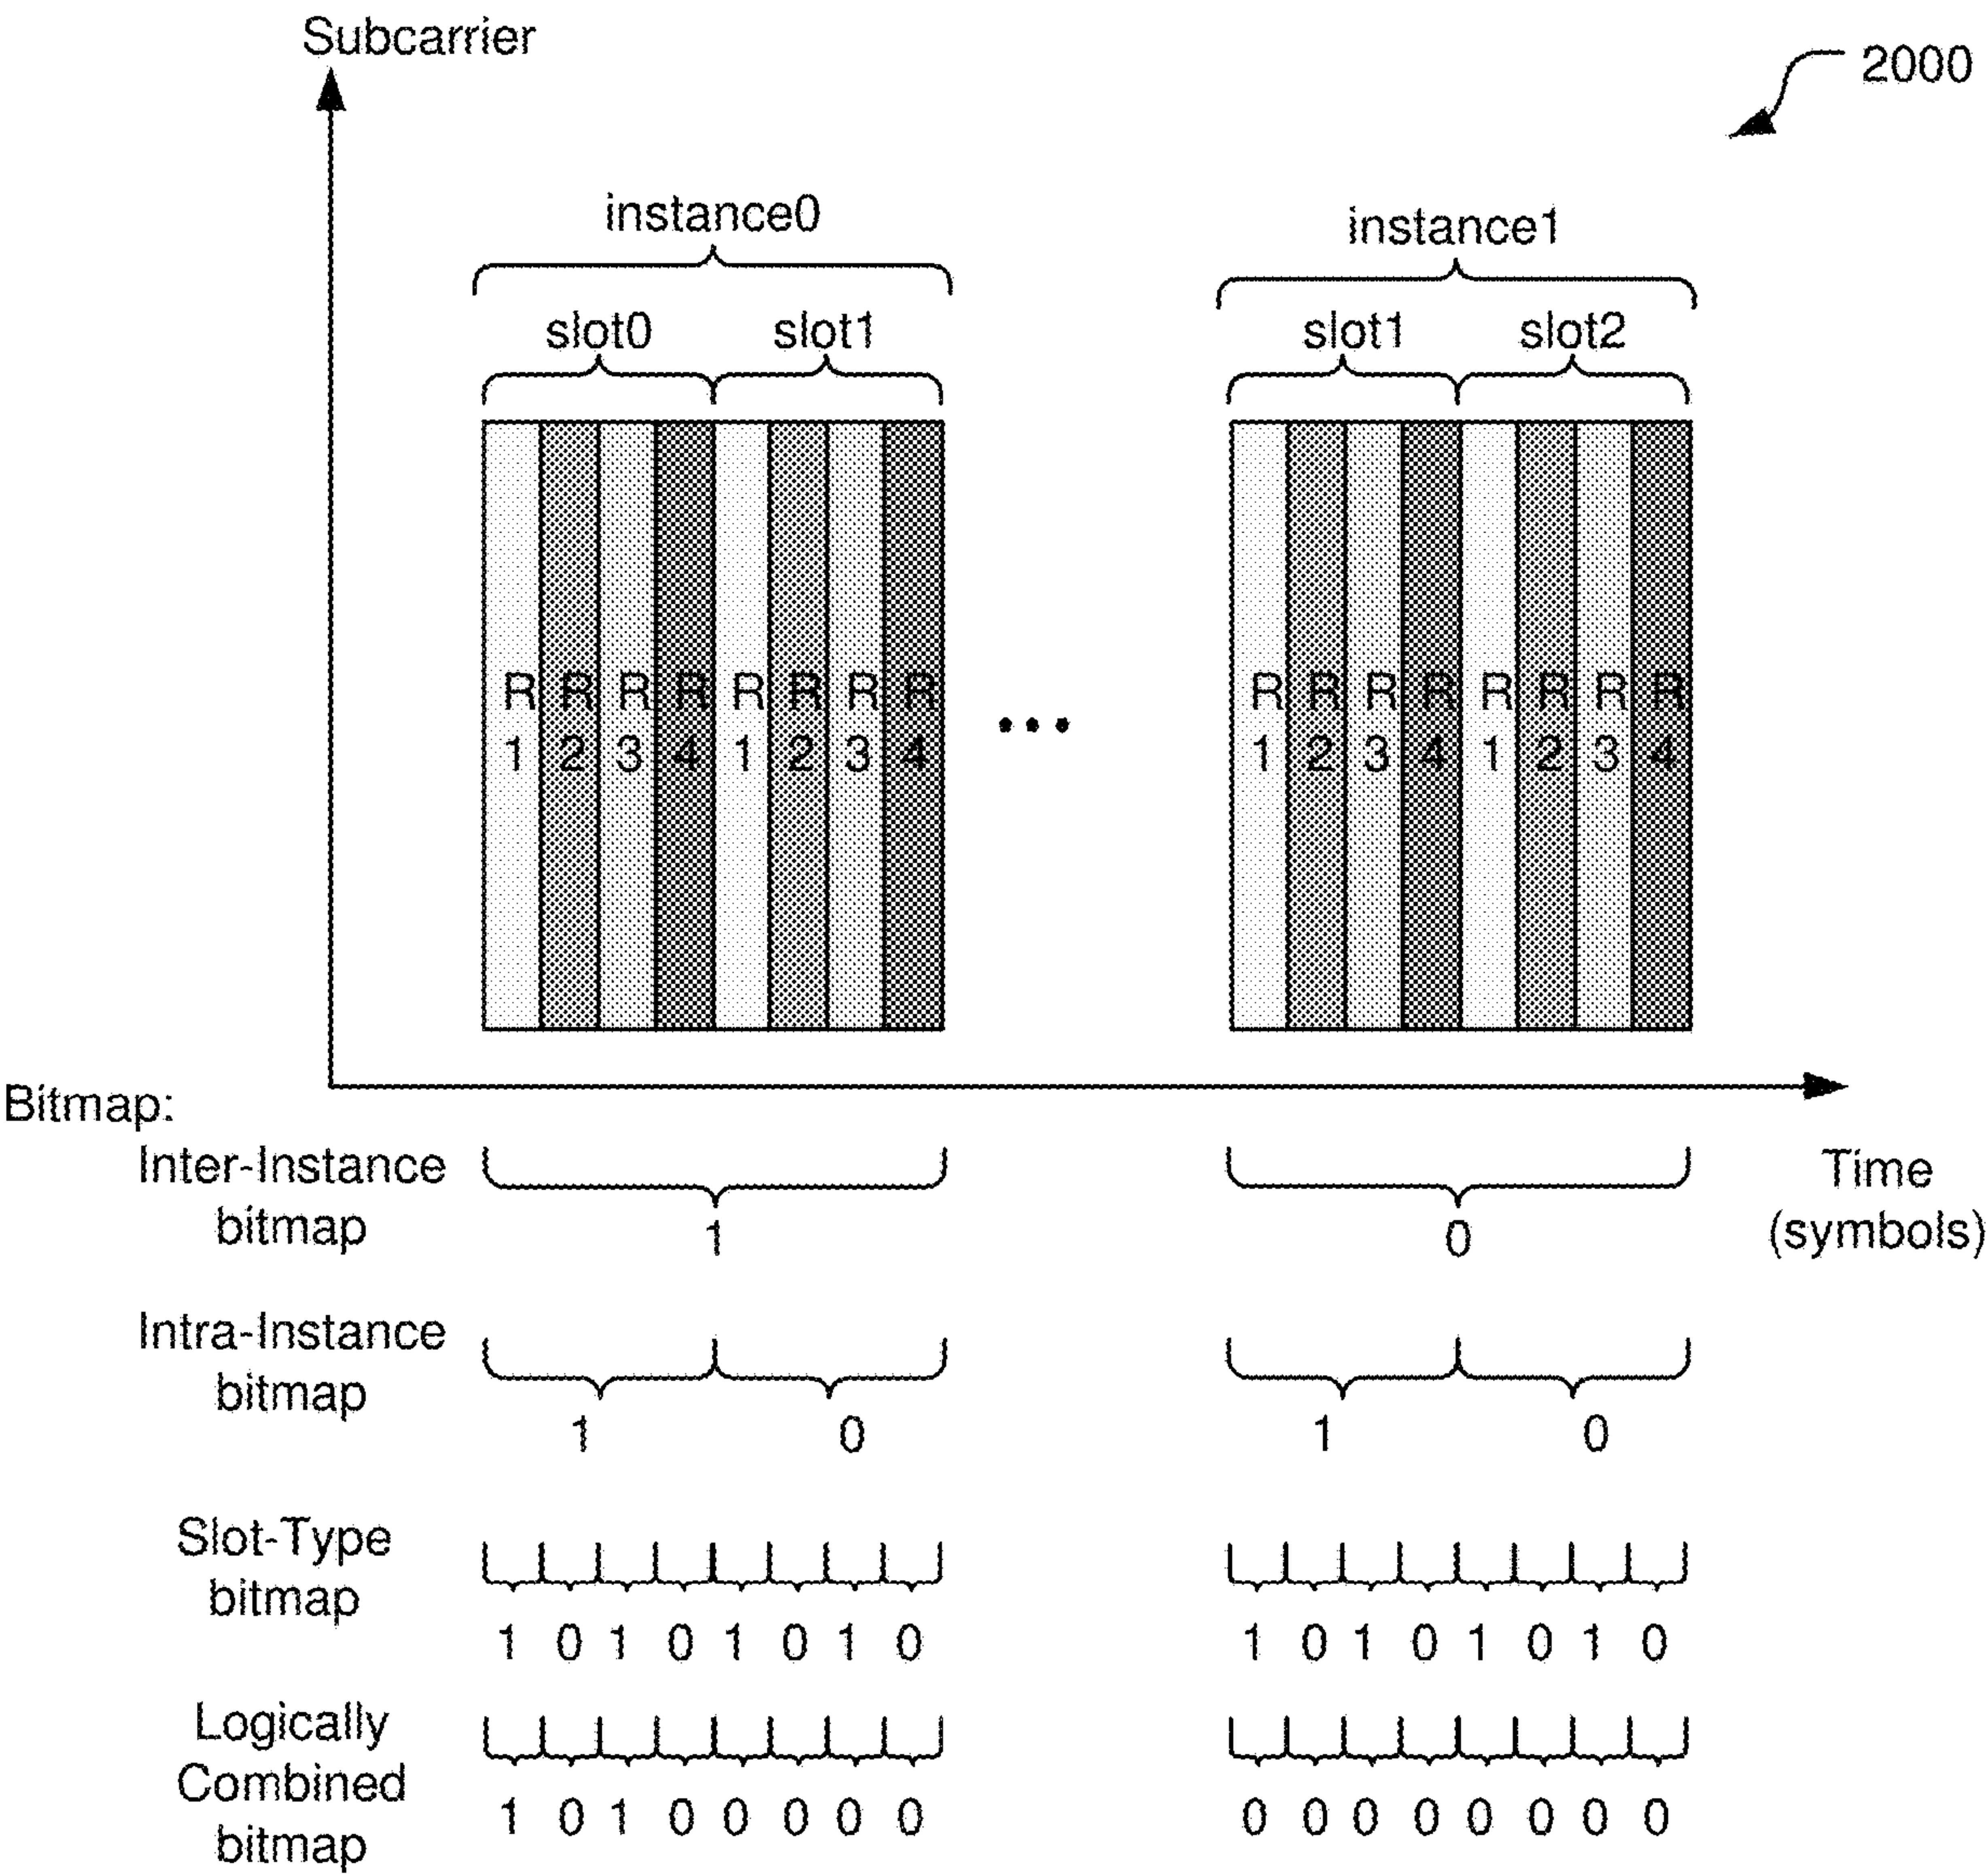 Subcarrier
2000
instance0
instance1
slot0 slot1
slot1 slot2
R R R R R R R R
1 2 3 4 1 2 3 4
...
R R R R R R R R
1 2 3 4 1 2 3 4
Bitmap:
Inter-Instance
bitmap
1
0
Time
(symbols)
Intra-Instance
bitmap
1 0
1 0
Slot-Type
bitmap
1 0 1 0 1 0 1 0
1 0 1 0 1 0 1 0
Logically
Combined
bitmap
1 0 1 0 0 0 0 0
0 0 0 0 0 0 0 0